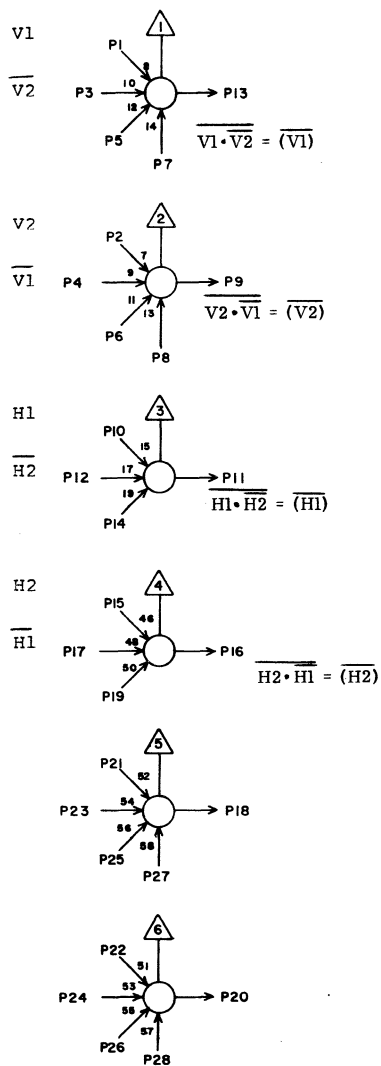 V1
1
P1
8
V2
P3
10
P13
12
P5
14
P7
V1·V2 = (V1)
V2
2
P2
7
V1
P4
9
P9
11
P6
13
P8
V2·V1 = (V2)
H1
3
P10
15
H2
P12
17
P11
19
P14
H1·H2 = (H1)
H2
4
P15
46
H1
P17
48
P16
50
P19
H2·H1 = (H2)
5
P21
52
P23
54
P18
56
P25
58
P27
6
P22
51
P24
53
P20
55
P26
57
P28